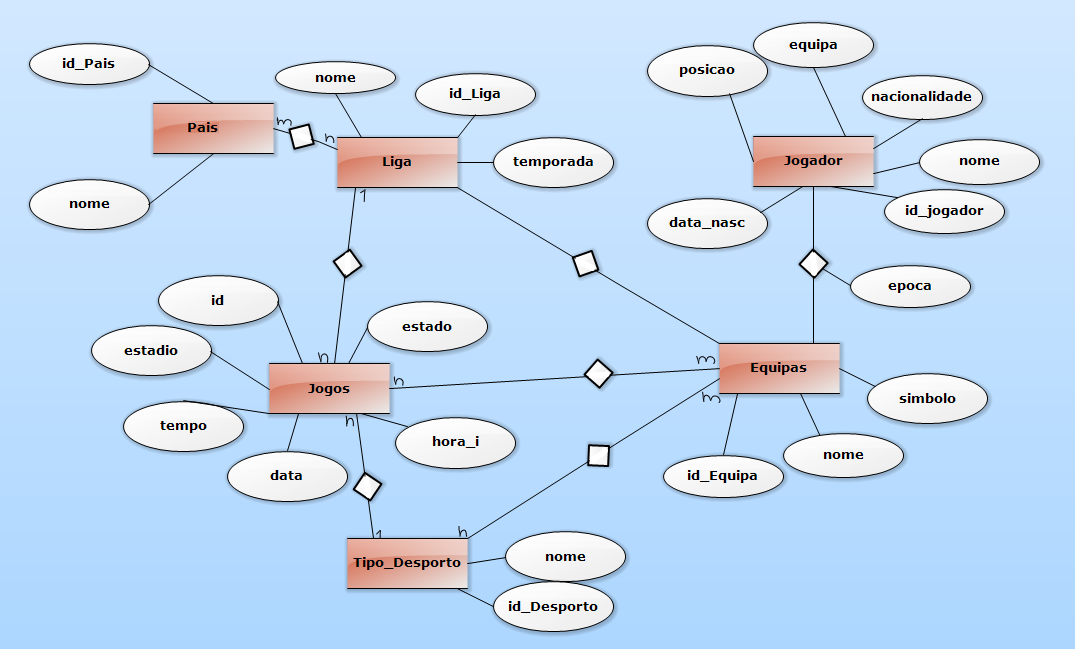 equipa
id_Pais
posicao
nome
id_Liga
nacionalidade
Pais
m
n
Liga
temporada
Jogador
nome
nome
1
data_nasc
id_jogador
epoca
id
estado
estadio
n
Jogos
n
m
Equipas
m
simbolo
tempo
n
hora_i
nome
data
id_Equipa
1
n
Tipo_Desporto
nome
id_Desporto